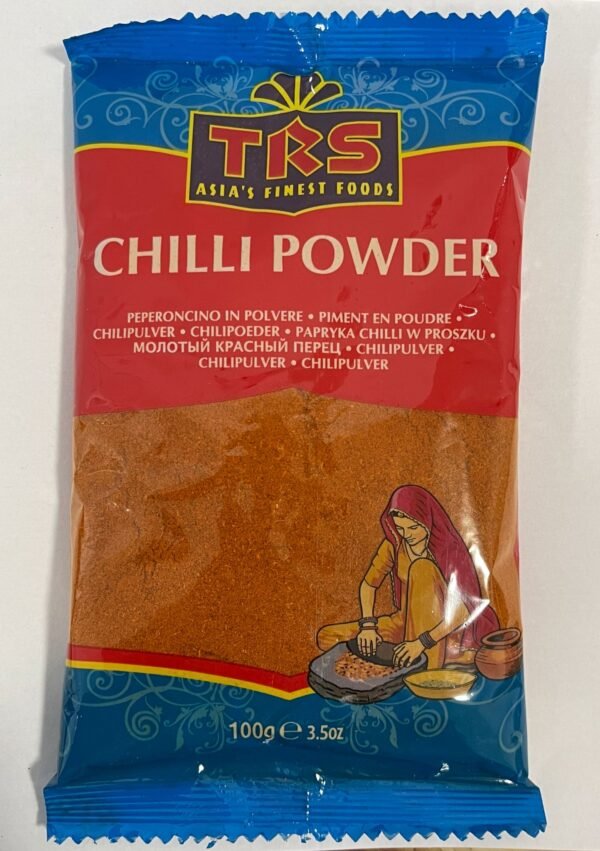 TRS
ASIA'S FINEST FOODS
CHILLI POWDER
PEPERONCINO IN POLVERE • PIMENT EN POUDRE •
CHILIPULVER • CHILIPOEDER • PAPRYKA CHILLI W PROSZKU •
МОЛОТЫЙ КРАСНЫЙ ПЕРЕЦ • CHILIPULVER •
CHILIPULVER • CHILIPULVER
100g ℮ 3.5oz